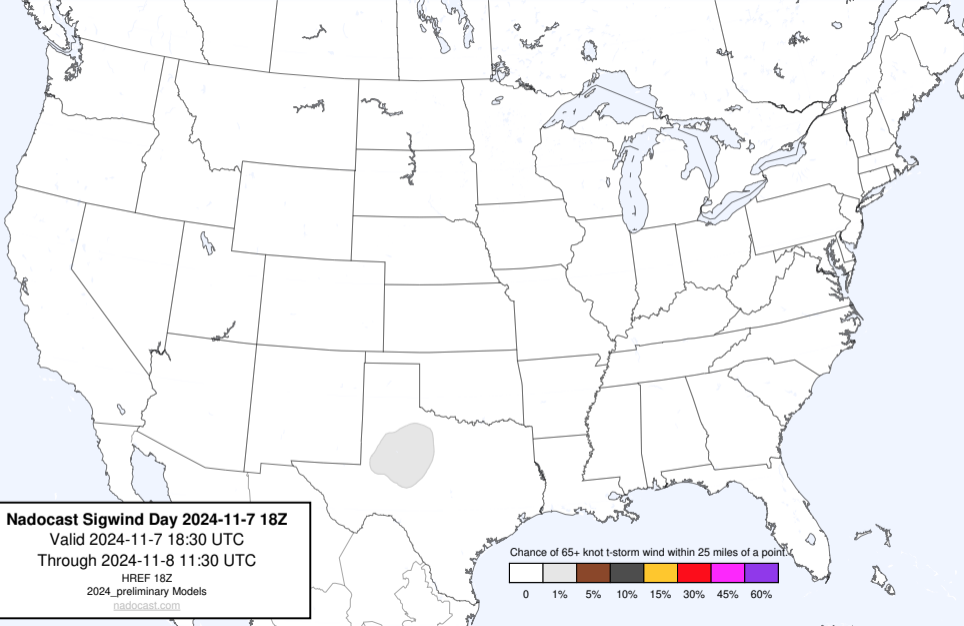 Nadocast Sigwind Day 2024-11-7 18Z
Valid 2024-11-7 18:30 UTC
Through 2024-11-8 11:30 UTC
HREF 18Z
2024_preliminary Models
nadocast.com
Chance of 65+ knot t-storm wind within 25 miles of a point.
0 1% 5% 10% 15% 30% 45% 60%